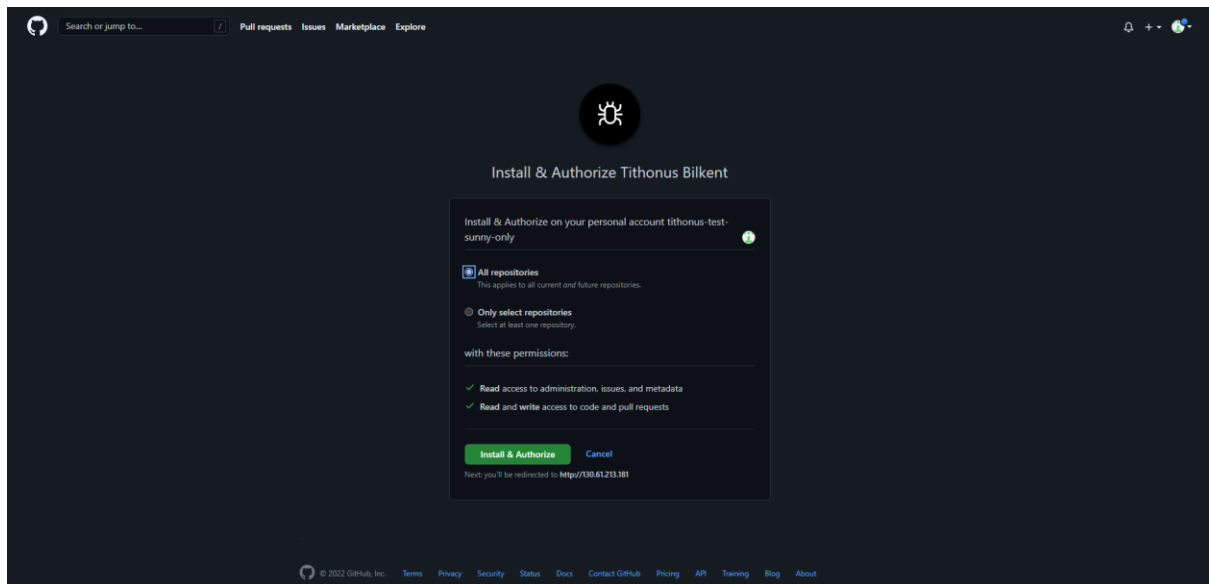 Search or jump to... /
Pull requests Issues Marketplace Explore
Install & Authorize Tithonus Bilkent
Install & Authorize on your personal account tithonus-test-
sunny-only
All repositories
This applies to all current and future repositories.
Only select repositories
Select at least one repository.
with these permissions:
Read access to administration, issues, and metadata
Read and write access to code and pull requests
Install & Authorize Cancel
Next: you'll be redirected to http://130.61.213.181
© 2022 GitHub, Inc. Terms Privacy Security Status Docs Contact GitHub Pricing API Training Blog About